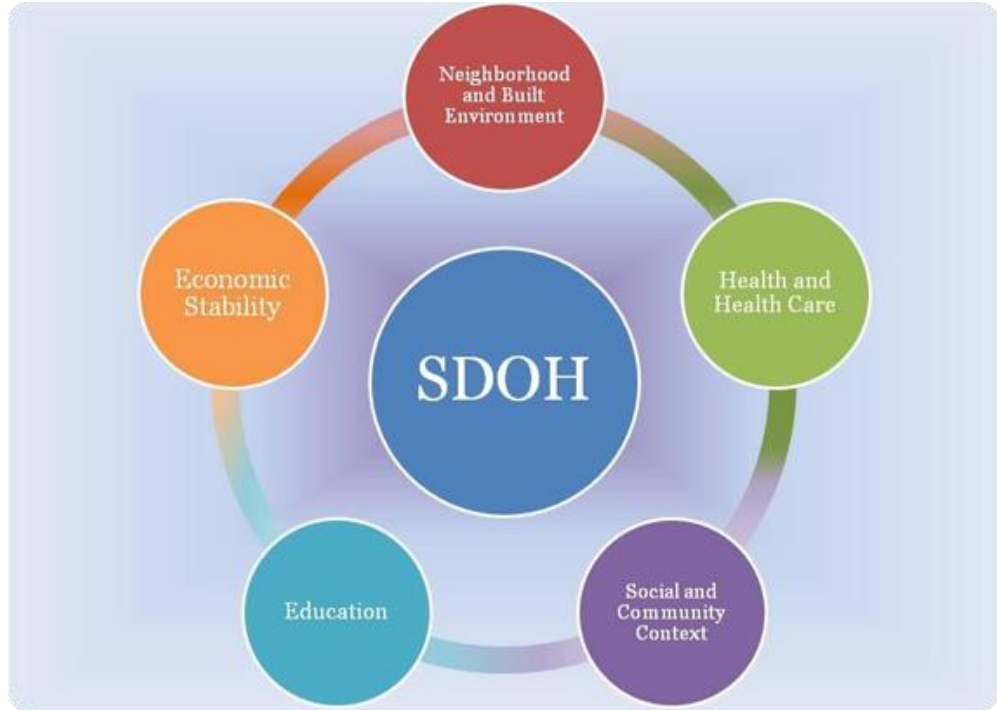 Neighborhood
and Built
Environment
Economic
Stability
Health and
Health Care
SDOH
Education
Social and
Community
Context